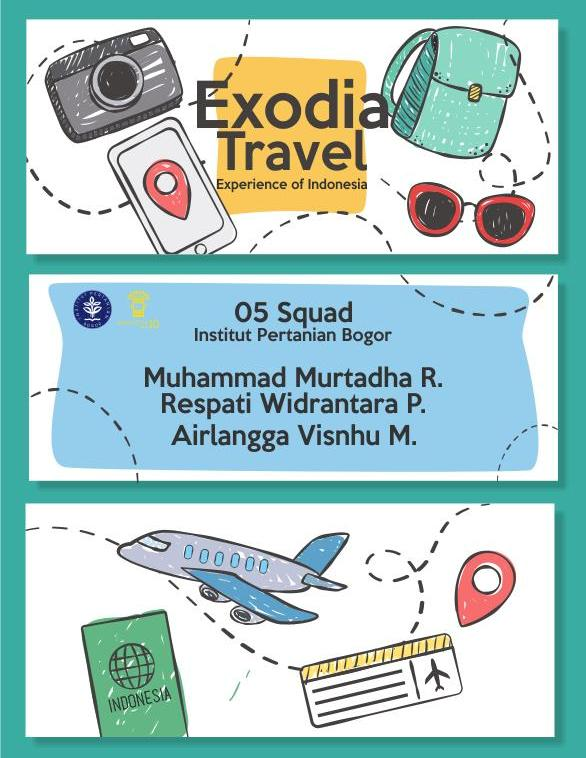 Exodia
Travel
Experience of Indonesia
05 Squad
Institut Pertanian Bogor
Muhammad Murtadha R.
Respati Widrantara P.
Airlangga Visnhu M.
INDONESIA